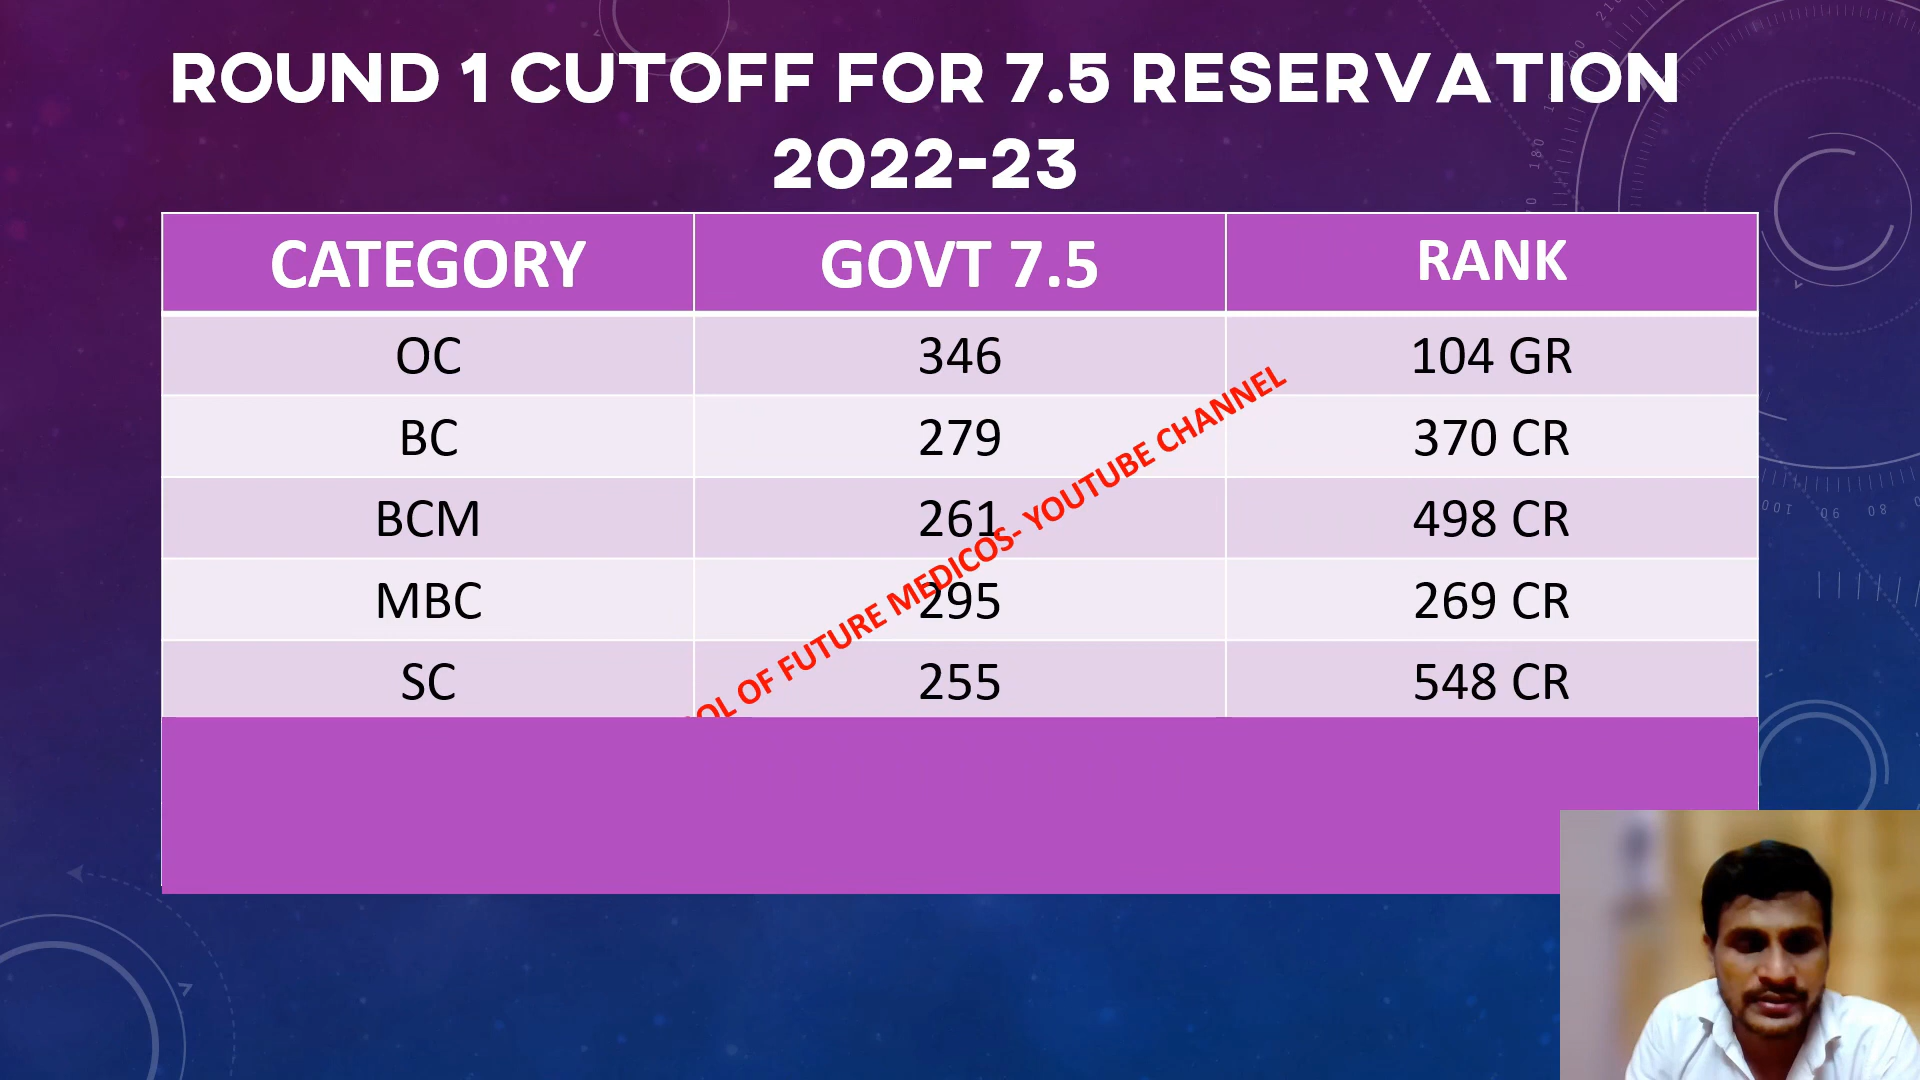 ROUND 1 CUTOFF FOR 7.5 RESERVATION
2022-23
CATEGORY GOVT 7.5 RANK
OC 346 104 GR
BC 279 370 CR
BCM 261 498 CR
MBC 295 269 CR
SC 255 548 CR
OF FUTURE MEDICOS- YOUTUBE CHANNEL